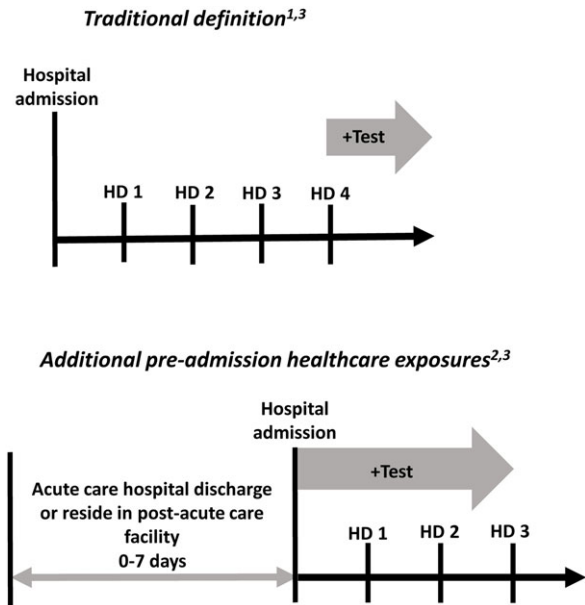 Traditional definition1,3
Hospital
admission
+Test
HD 1 HD 2 HD 3 HD 4
Additional pre-admission healthcare exposures2,3
Hospital
admission
+Test
Acute care hospital discharge
or reside in post-acute care
facility
0-7 days
HD 1 HD 2 HD 3